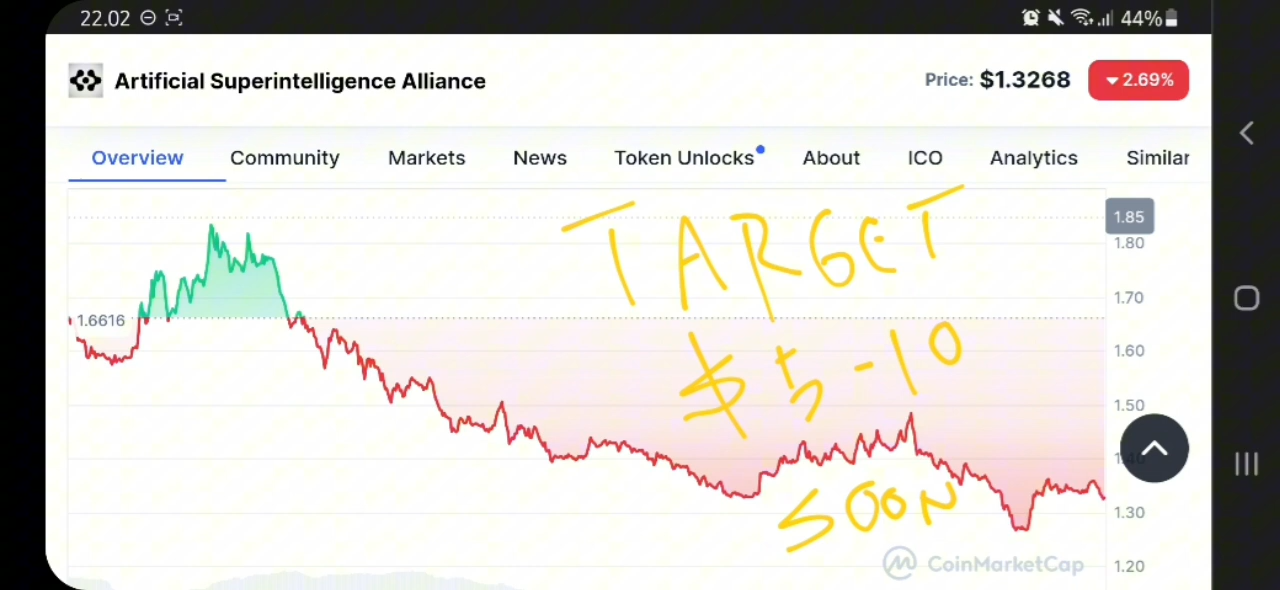 22.02 44%
Artificial Superintelligence Alliance Price: $1.3268 2.69%
Overview Community Markets News Token Unlocks About ICO Analytics Similar
1.85
1.80
TARGET
1.70
1.6616
1.60
$5-10
1.50
1.40
SOON
1.30
CoinMarketCap
1.20